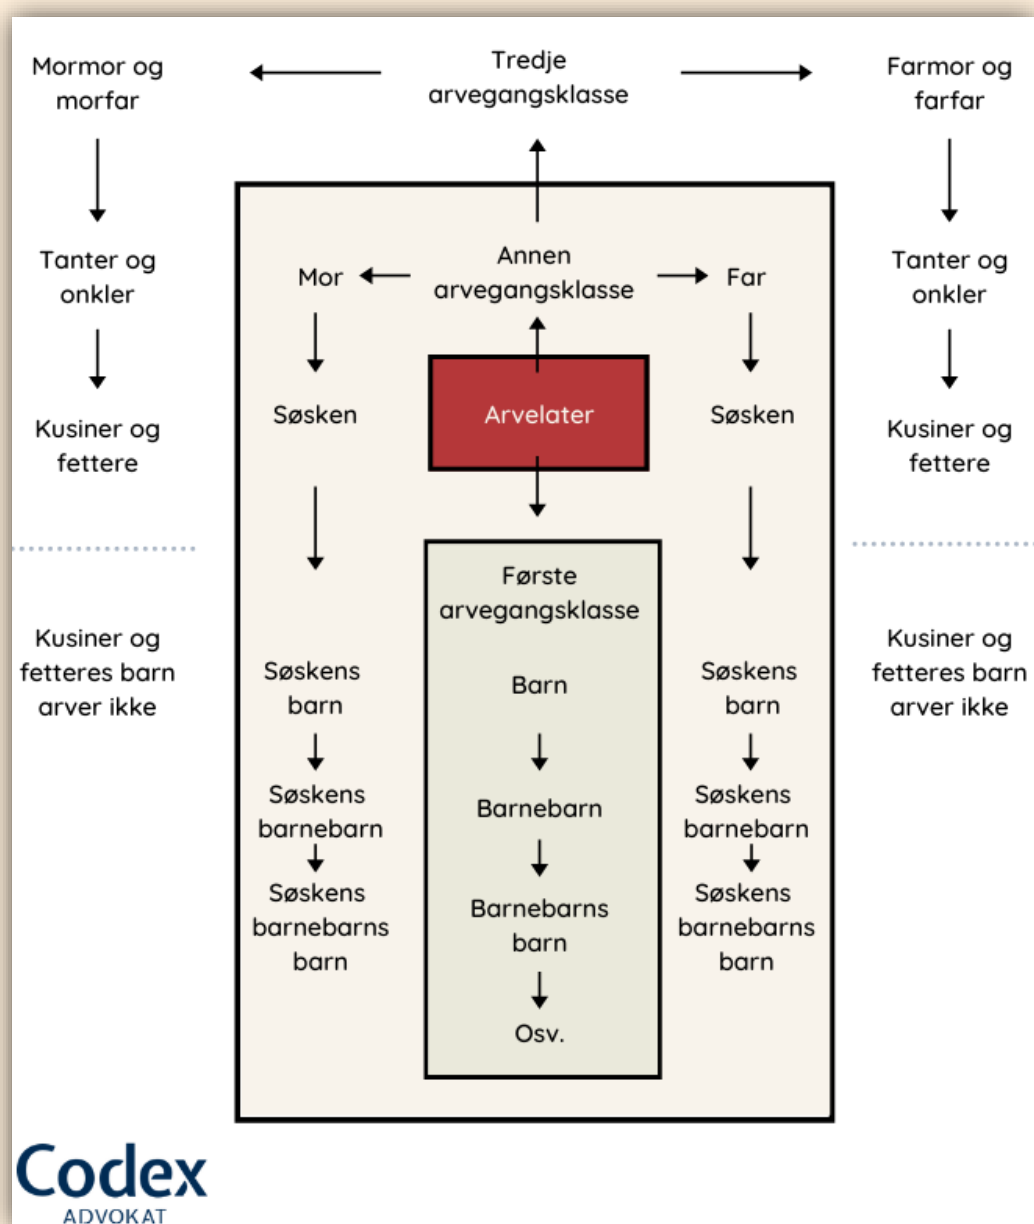 Mormor og
morfar
Tredje
arvegangsklasse
Farmor og
farfar
Tanter og
onkler
Mor
Annen
arvegangsklasse
Far
Tanter og
onkler
Kusiner og
fettere
Søsken
Arvelater
Søsken
Kusiner og
fettere
Kusiner og
fetteres barn
arver ikke
Første
arvegangsklasse
Kusiner og
fetteres barn
arver ikke
Søskens
barn
Barn
Søskens
barn
Søskens
barnebarn
Barnebarn
Søskens
barnebarn
Søskens
barnebarns
barn
Barnebarns
barn
Søskens
barnebarns
barn
Osv.
Codex
ADVOKAT